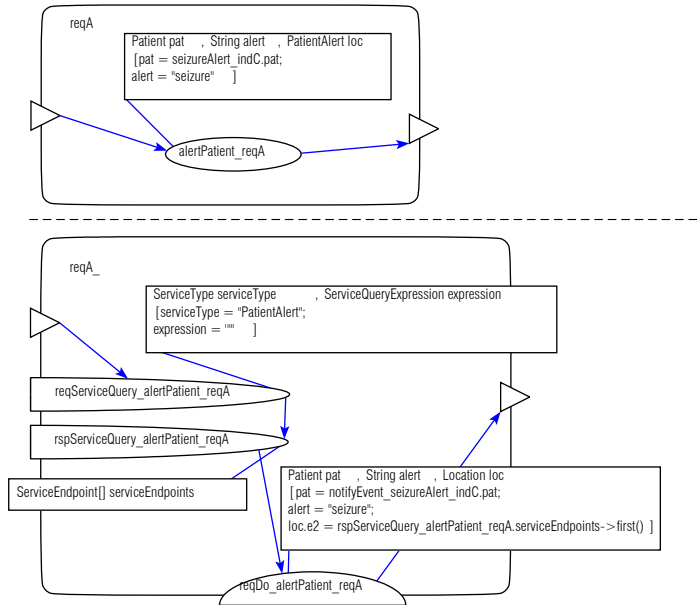 reqA
Patient pat , String alert , PatientAlert loc
[pat = seizureAlert_indC.pat;
alert = "seizure" ]
alertPatient_reqA
reqA_
ServiceType serviceType , ServiceQueryExpression expression
[serviceType = "PatientAlert";
expression = "" ]
reqServiceQuery_alertPatient_reqA
rspServiceQuery_alertPatient_reqA
ServiceEndpoint[] serviceEndpoints
Patient pat , String alert , Location loc
[pat = notifyEvent_seizureAlert_indC.pat;
alert = "seizure";
loc.e2 = rspServiceQuery_alertPatient_reqA.serviceEndpoints->first() ]
reqDo_alertPatient_reqA